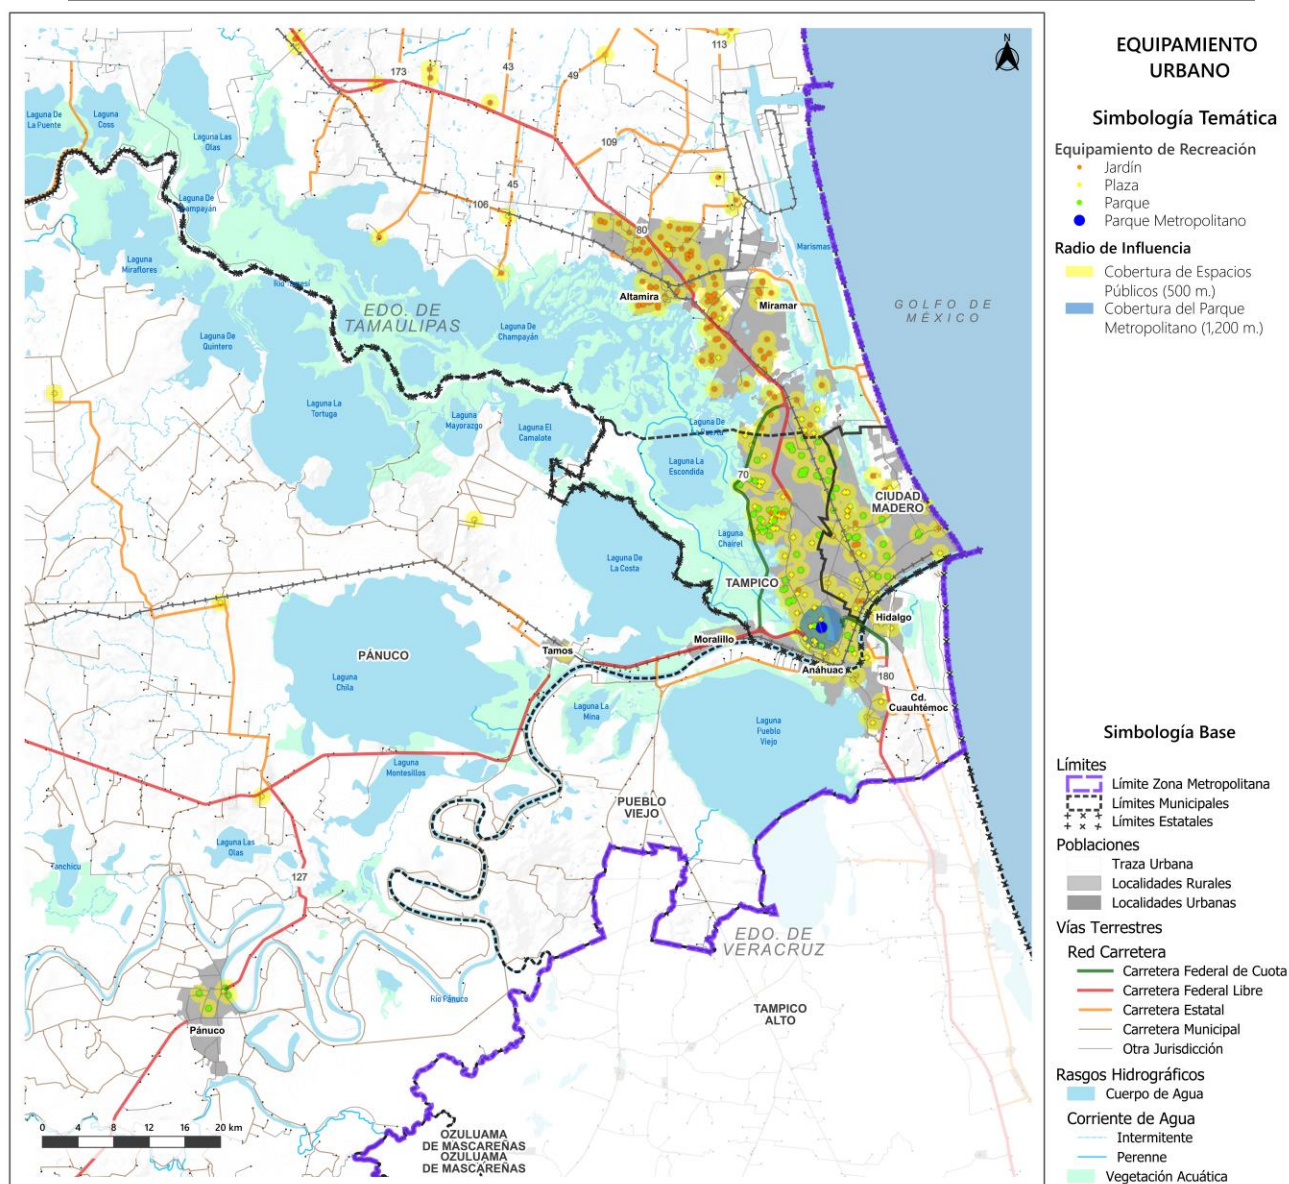 EQUIPAMIENTO
URBANO
Simbología Temática
Equipamiento de Recreación
Jardín
Plaza
Parque
Parque Metropolitano
Radio de Influencia
Cobertura de Espacios
Públicos (500 m.)
Cobertura del Parque
Metropolitano (1,200 m.)
Simbología Base
Límites
Límite Zona Metropolitana
Límites Municipales
Límites Estatales
Poblaciones
Traza Urbana
Localidades Rurales
Localidades Urbanas
Vías Terrestres
Red Carretera
Carretera Federal de Cuota
Carretera Federal Libre
Carretera Estatal
Carretera Municipal
Otra Jurisdicción
Rasgos Hidrográficos
Cuerpo de Agua
Corriente de Agua
Intermitente
Perenne
Vegetación Acuática
N
113
173
43
49
109
45
106
80
Laguna De
La Puente
Laguna
Coss
Laguna Las
Olas
Laguna De
Champayán
Laguna
Miraflores
EDO. DE
TAMAULIPAS
Laguna De
Quintero
Laguna De
Champayán
Laguna La
Tortuga
Laguna
Mayorazgo
Laguna El
Camalote
Altamira
Miramar
Marismas
GOLFO DE
MÉXICO
Laguna La
Escondida
70
CIUDAD
MADERO
Laguna
Chairel
Laguna De
La Costa
TAMPICO
Hidalgo
Moralillo
Tamos
Anáhuac
180
Cd.
Cuauhtémoc
PÁNUCO
Laguna
Chila
Laguna La
Mina
Laguna
Pueblo
Viejo
Laguna
Montesillos
PUEBLO
VIEJO
Laguna Las
Olas
127
EDO. DE
VERACRUZ
Río Pánuco
TAMPICO
ALTO
Pánuco
0 4 8 12 16 20 km
OZULUAMA
DE MASCAREÑAS
OZULUAMA
DE MASCAREÑAS